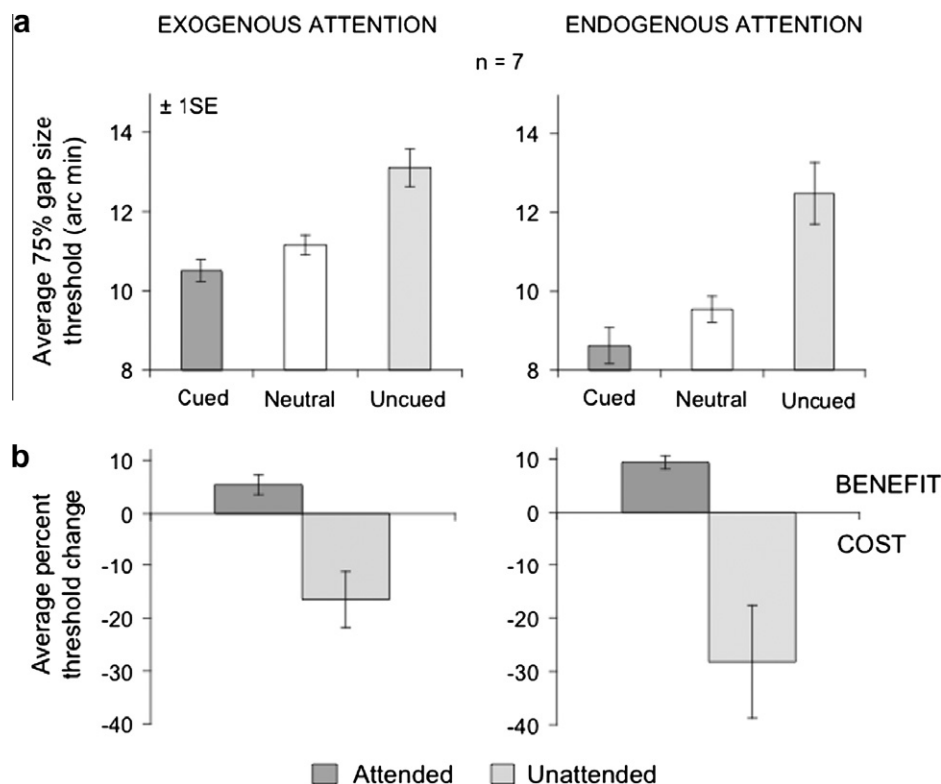 a
EXOGENOUS ATTENTION
ENDOGENOUS ATTENTION
n = 7
± 1SE
Average 75% gap size
threshold (arc min)
14
12
10
8
Cued
Neutral
Uncued
14
12
10
8
Cued
Neutral
Uncued
b
Average percent
threshold change
10
0
-10
-20
-30
-40
10
0
-10
-20
-30
-40
BENEFIT
COST
Attended
Unattended